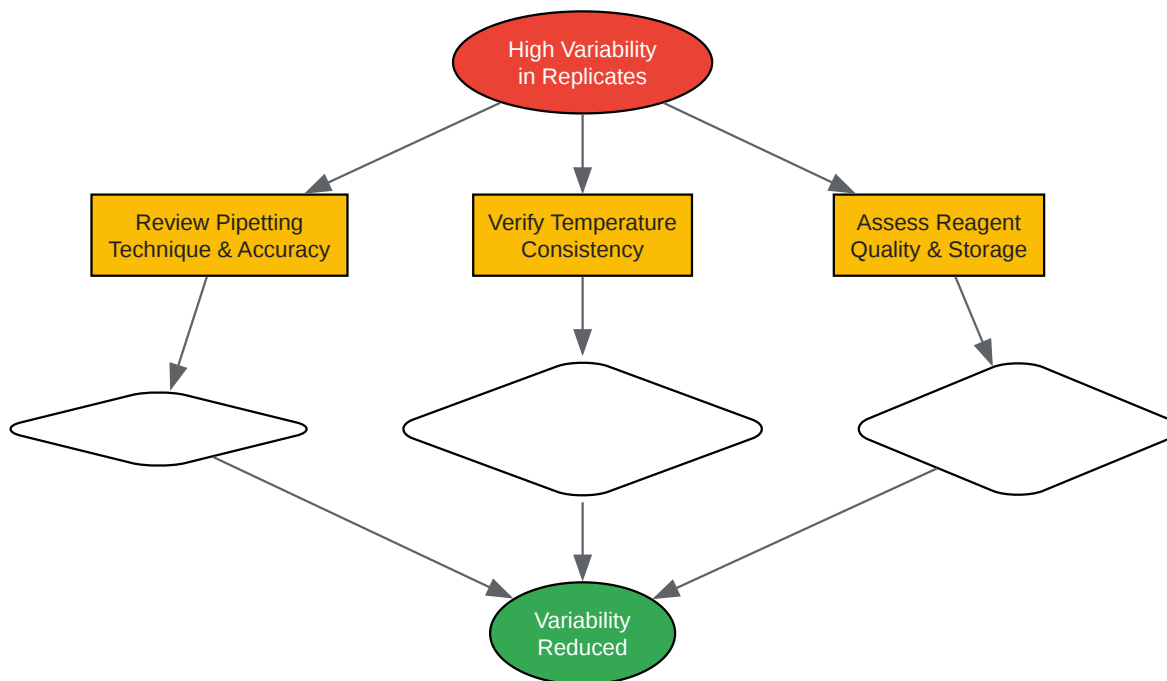 High Variability
in Replicates
Review Pipetting
Technique & Accuracy
Verify Temperature
Consistency
Assess Reagent
Quality & Storage
Variability
Reduced